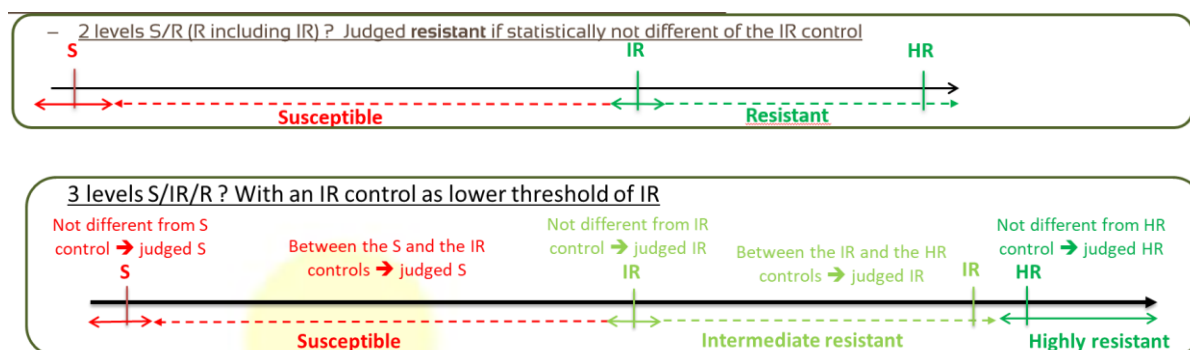 – 2 levels S/R (R including IR) ? Judged resistant if statistically not different of the IR control
S IR HR
Susceptible Resistant
3 levels S/IR/R ? With an IR control as lower threshold of IR
Not different from S
control ➔ judged S
Between the S and the IR
controls ➔ judged S
Not different from IR
control ➔ judged IR
Between the IR and the HR
controls ➔ judged IR
Not different from HR
control ➔ judged HR
S IR IR HR
Susceptible Intermediate resistant Highly resistant